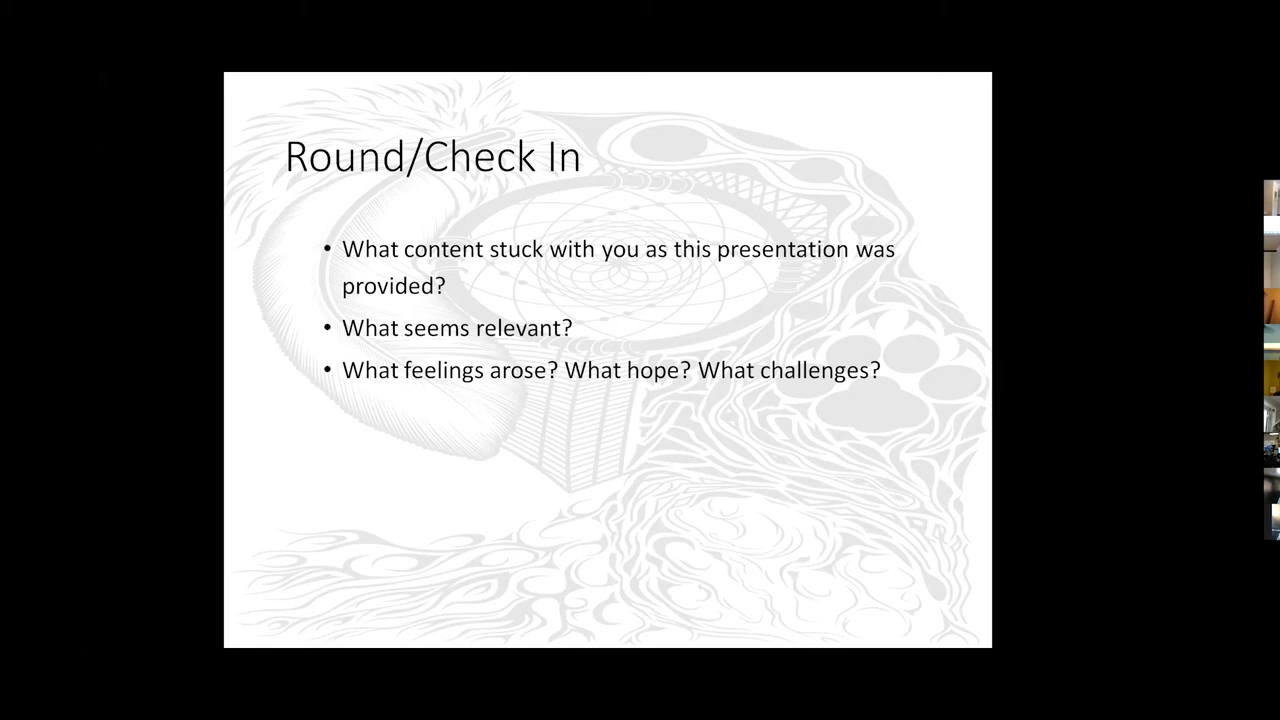 Round/Check In
• What content stuck with you as this presentation was
provided?
• What seems relevant?
• What feelings arose? What hope? What challenges?